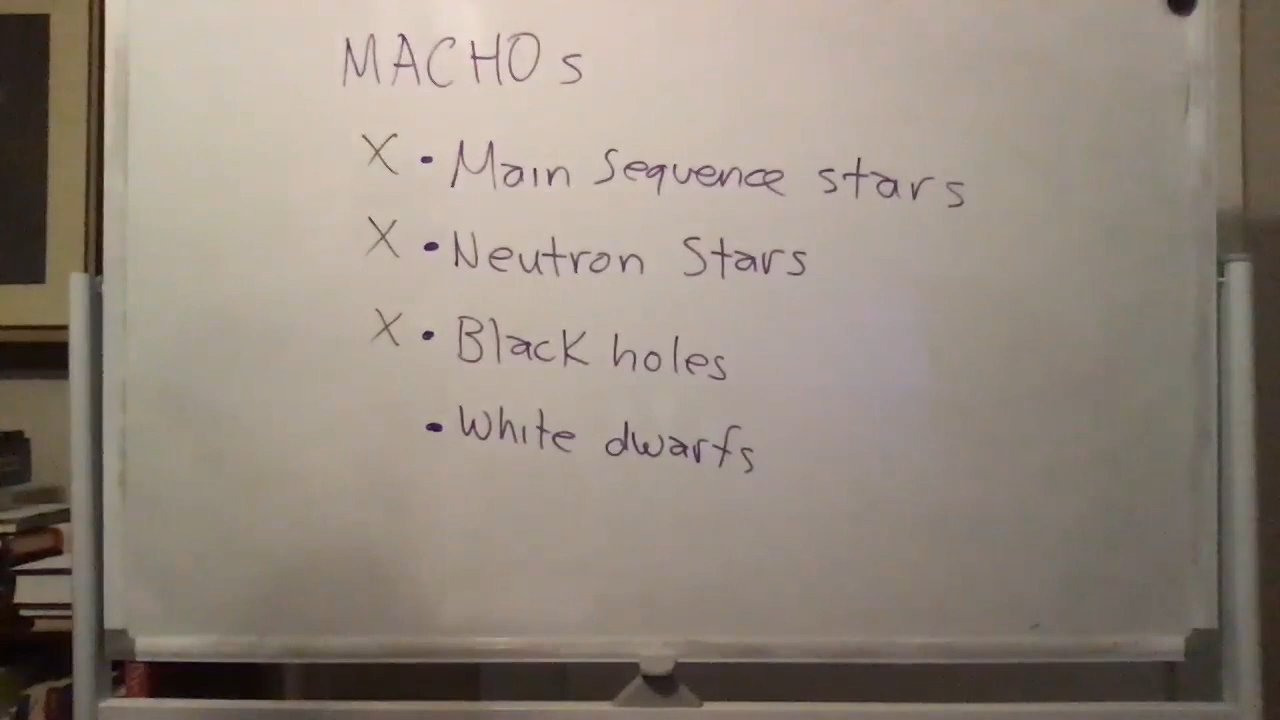 MACHOs
X • Main Sequence stars
X • Neutron Stars
X • Black holes
• White dwarfs